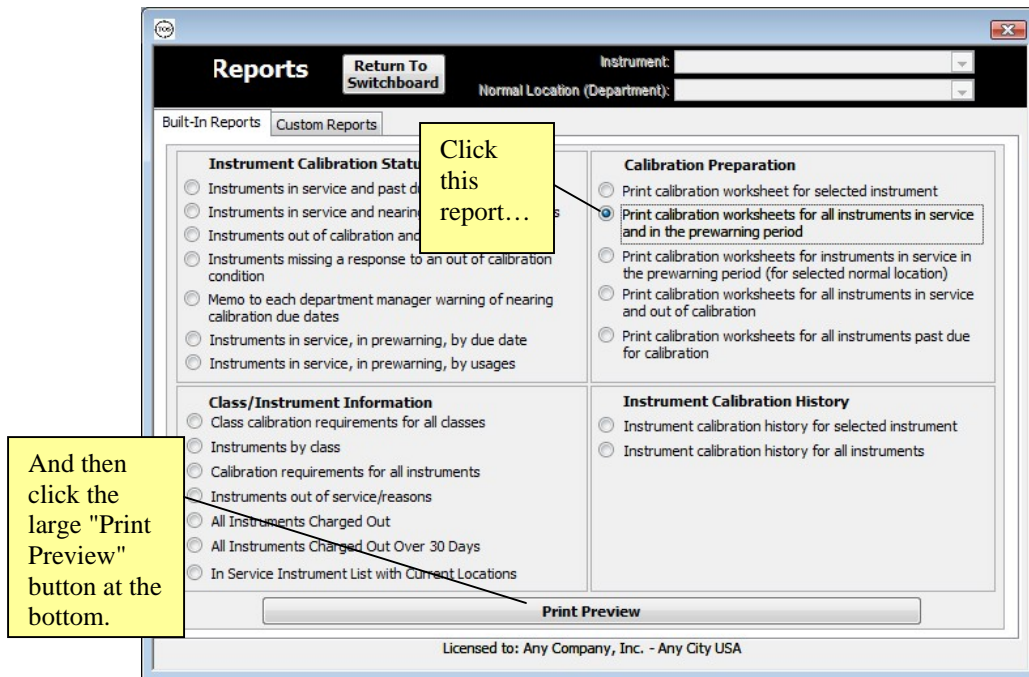 TOS
Reports
Return To
Switchboard
Instrument:
Normal Location (Department):
Built-In Reports
Custom Reports
Click
this
report…
Instrument Calibration Statu
Instruments in service and past d
Instruments in service and nearing
s
Instruments out of calibration and
Instruments missing a response to an out of calibration
condition
Memo to each department manager warning of nearing
calibration due dates
Instruments in service, in prewarning, by due date
Instruments in service, in prewarning, by usages
Calibration Preparation
Print calibration worksheet for selected instrument
Print calibration worksheets for all instruments in service
and in the prewarning period
Print calibration worksheets for instruments in service in
the prewarning period (for selected normal location)
Print calibration worksheets for all instruments in service
and out of calibration
Print calibration worksheets for all instruments past due
for calibration
Class/Instrument Information
Class calibration requirements for all classes
Instruments by class
Calibration requirements for all instruments
Instruments out of service/reasons
All Instruments Charged Out
All Instruments Charged Out Over 30 Days
In Service Instrument List with Current Locations
Instrument Calibration History
Instrument calibration history for selected instrument
Instrument calibration history for all instruments
And then
click the
large "Print
Preview"
button at the
bottom.
Print Preview
Licensed to: Any Company, Inc. - Any City USA